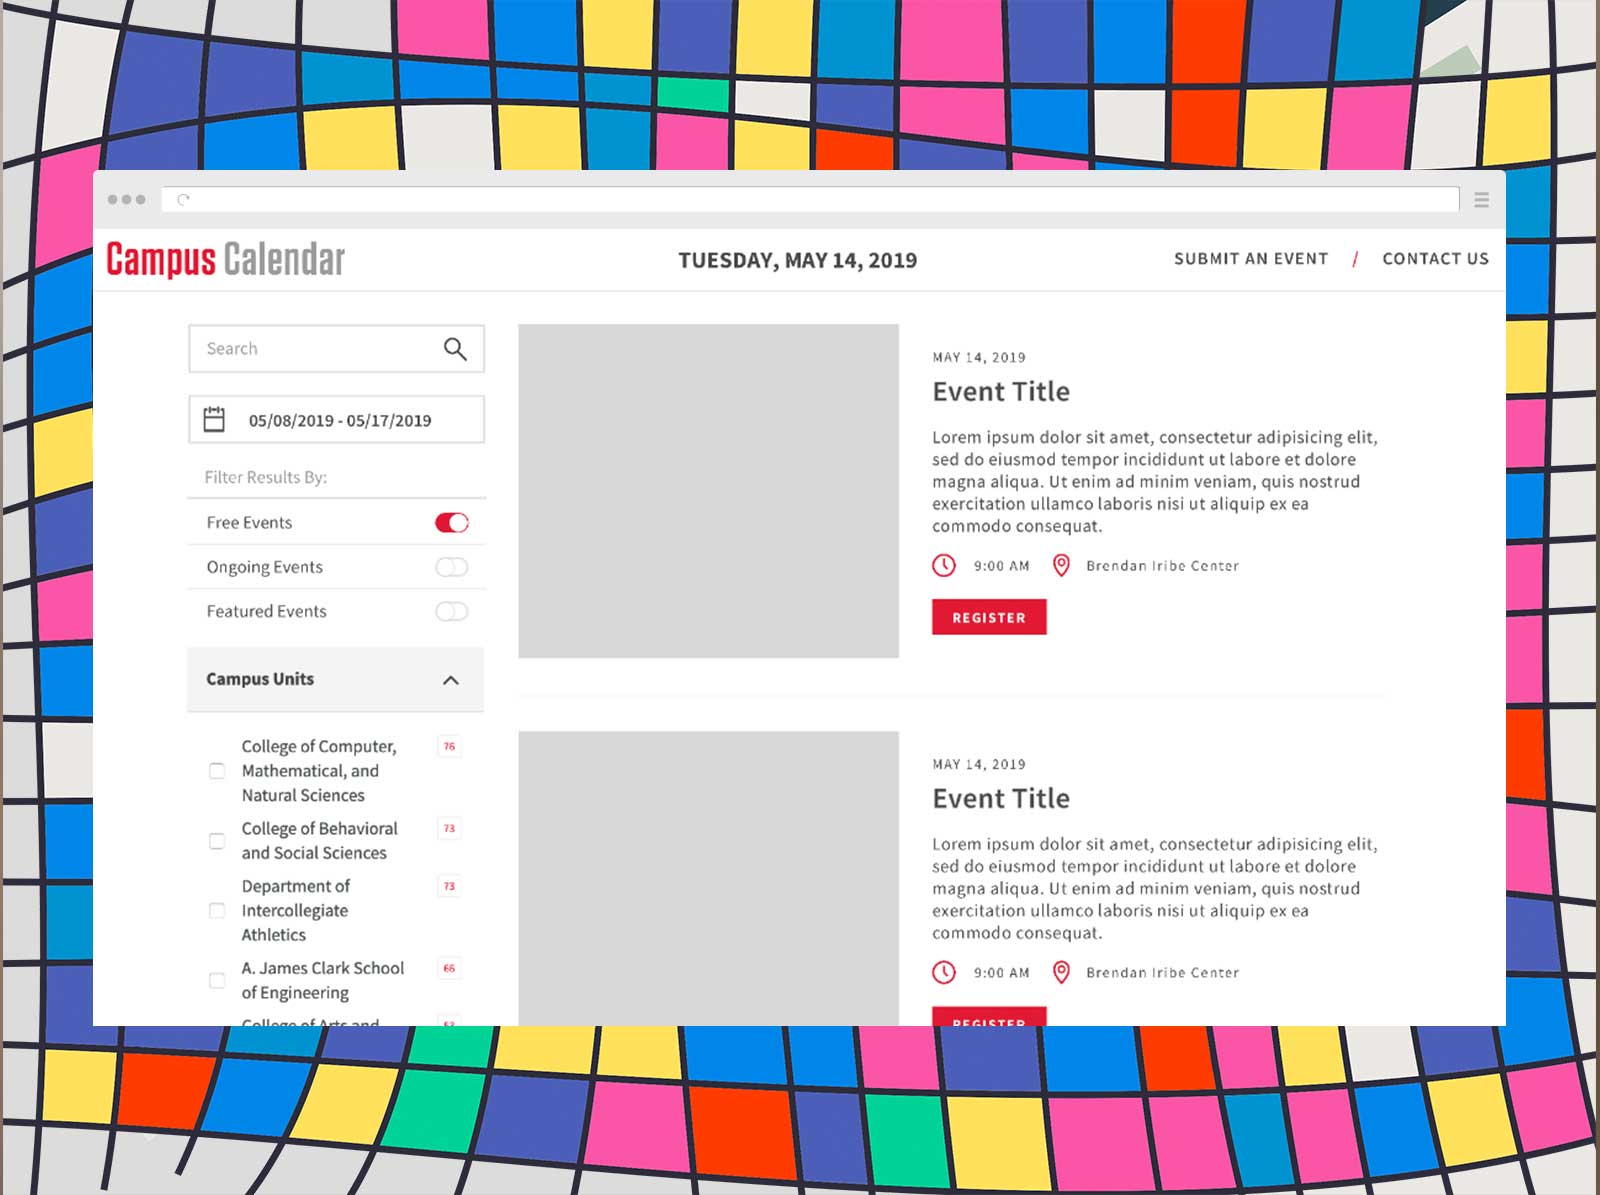 Campus Calendar
TUESDAY, MAY 14, 2019
SUBMIT AN EVENT / CONTACT US
Search
05/08/2019 - 05/17/2019
Filter Results By:
Free Events
Ongoing Events
Featured Events
Campus Units
College of Computer, 76
Mathematical, and
Natural Sciences
College of Behavioral 73
and Social Sciences
Department of 73
Intercollegiate
Athletics
A. James Clark School 66
of Engineering
College of Arts and
MAY 14, 2019
Event Title
Lorem ipsum dolor sit amet, consectetur adipisicing elit,
sed do eiusmod tempor incididunt ut labore et dolore
magna aliqua. Ut enim ad minim veniam, quis nostrud
exercitation ullamco laboris nisi ut aliquip ex ea
commodo consequat.
9:00 AM Brendan Iribe Center
REGISTER
MAY 14, 2019
Event Title
Lorem ipsum dolor sit amet, consectetur adipisicing elit,
sed do eiusmod tempor incididunt ut labore et dolore
magna aliqua. Ut enim ad minim veniam, quis nostrud
exercitation ullamco laboris nisi ut aliquip ex ea
commodo consequat.
9:00 AM Brendan Iribe Center
REGISTER